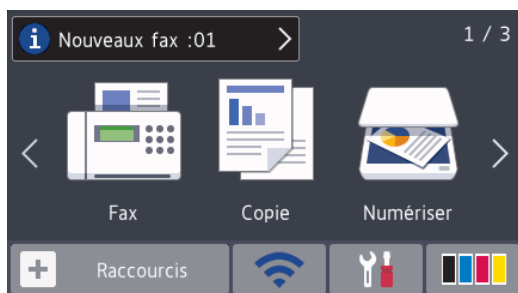 Nouveaux fax :01
1 / 3
Fax
Copie
Numériser
Raccourcis